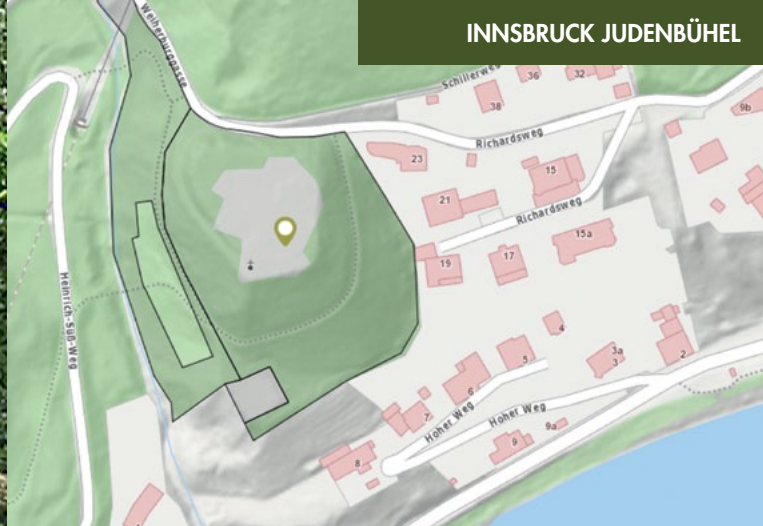 INNSBRUCK JUDENBÜHEL
Weiherburggasse
Schillerweg
36
32
38
9b
Richardsweg
23
15
21
Richardsweg
15a
19
17
Heinrich-Süß-Weg
4
3a
3
2
5
6
7
Hoher Weg
Hoher Weg
9a
9
8